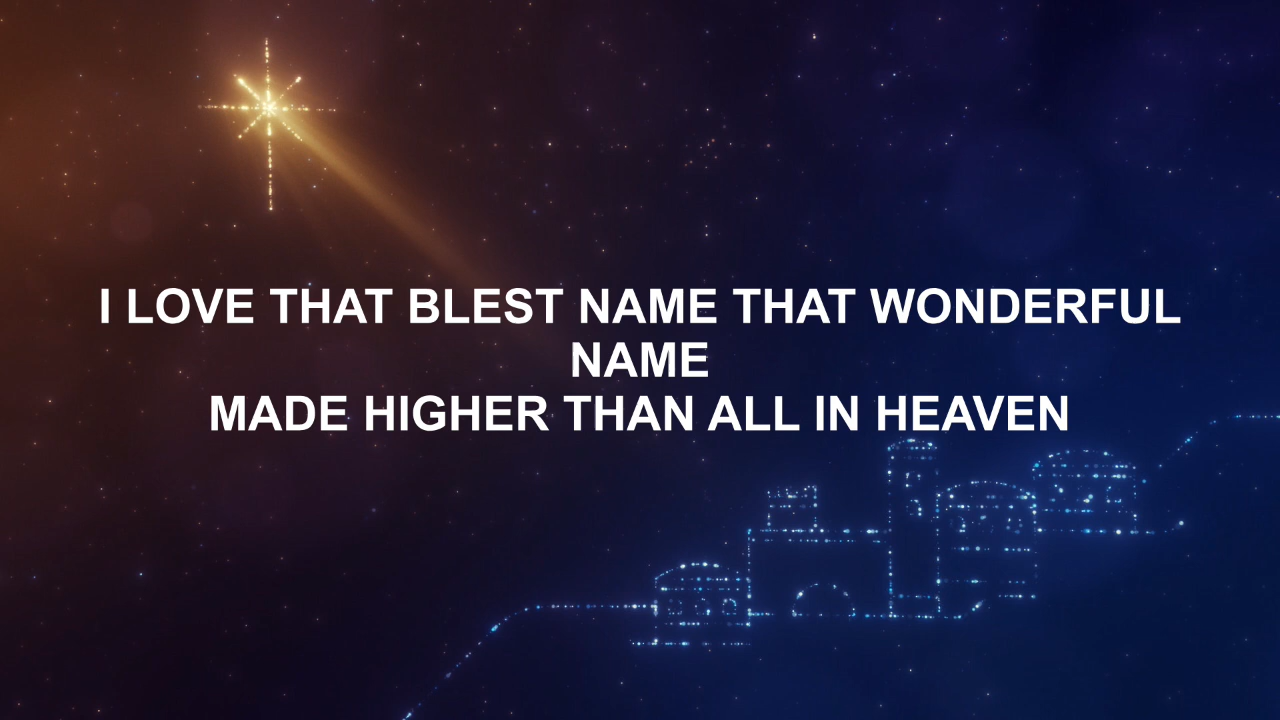 I LOVE THAT BLEST NAME THAT WONDERFUL
NAME
MADE HIGHER THAN ALL IN HEAVEN